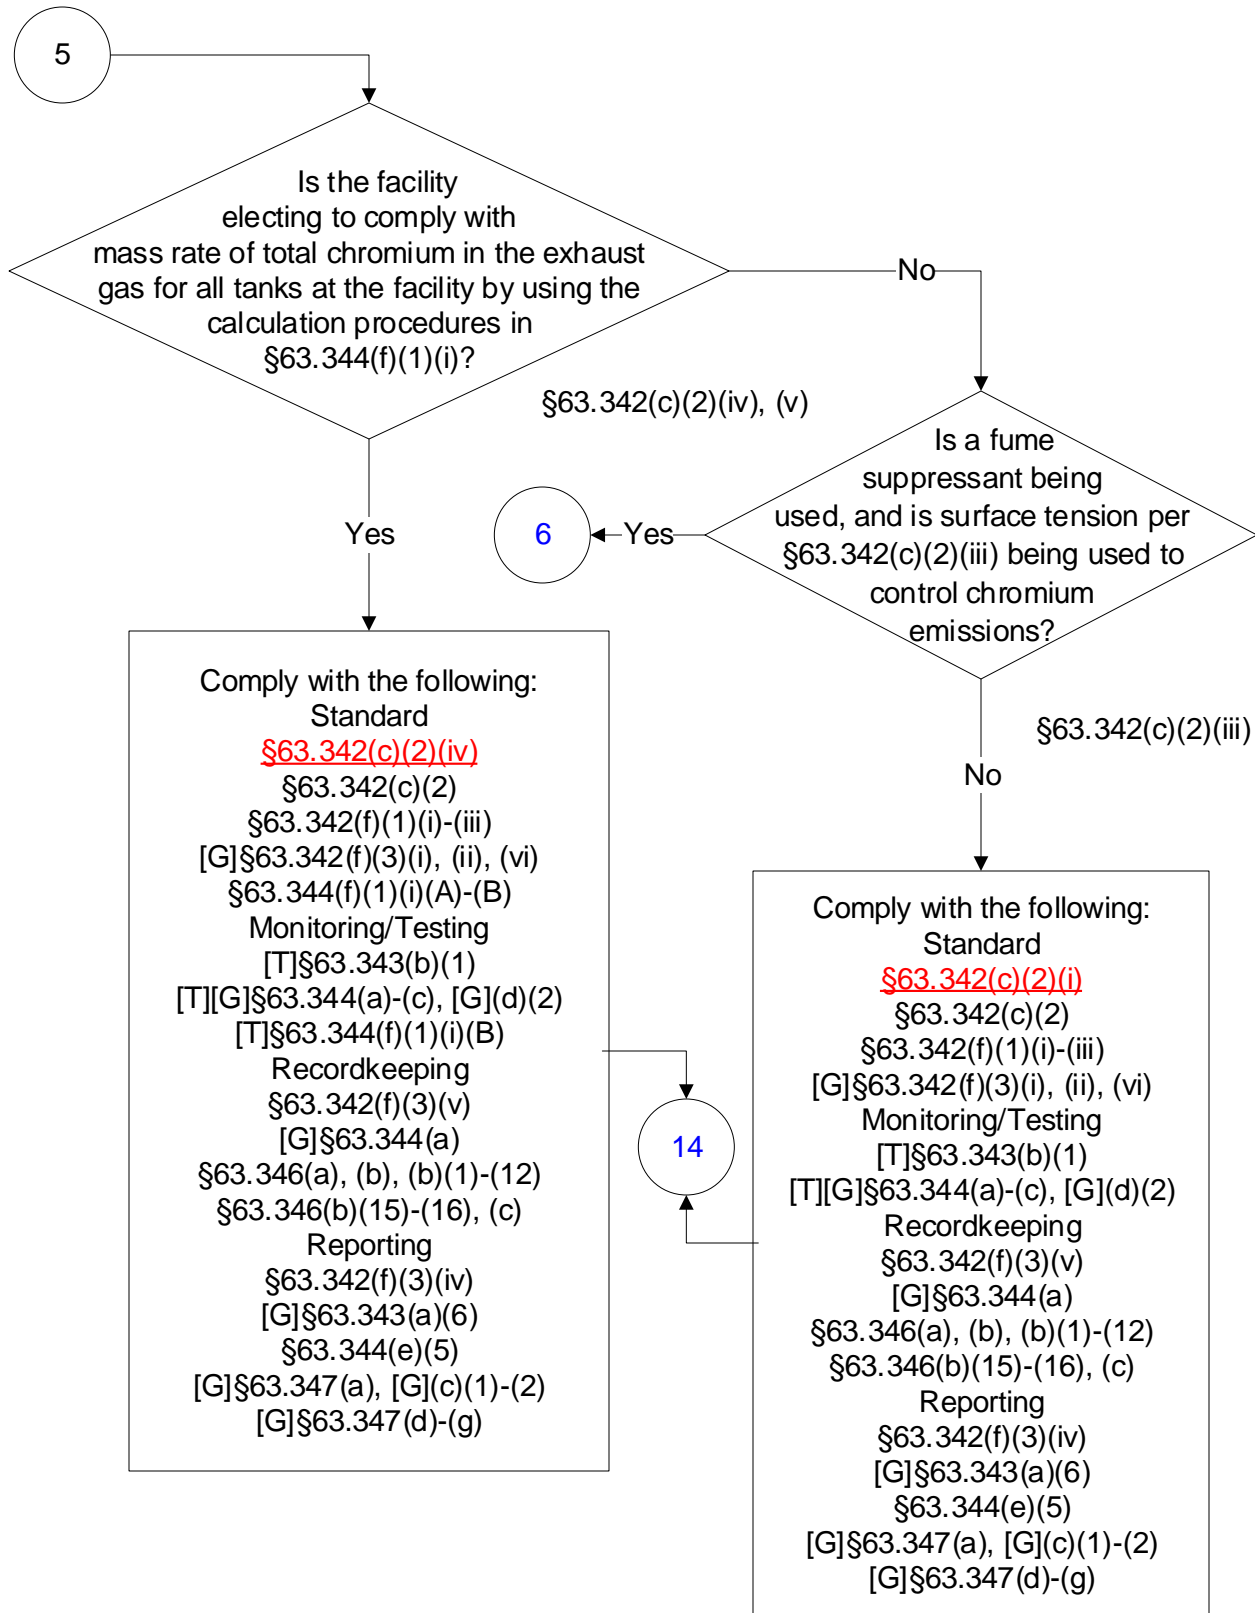 5
Is the facility
electing to comply with
mass rate of total chromium in the exhaust
gas for all tanks at the facility by using the
calculation procedures in
§63.344(f)(1)(i)?
No
§63.342(c)(2)(iv), (v)
Is a fume
suppressant being
used, and is surface tension per
§63.342(c)(2)(iii) being used to
control chromium
emissions?
Yes
6
Yes
§63.342(c)(2)(iii)
No
Comply with the following:
Standard
§63.342(c)(2)(iv)
§63.342(c)(2)
§63.342(f)(1)(i)-(iii)
[G]§63.342(f)(3)(i), (ii), (vi)
§63.344(f)(1)(i)(A)-(B)
Monitoring/Testing
[T]§63.343(b)(1)
[T][G]§63.344(a)-(c), [G](d)(2)
[T]§63.344(f)(1)(i)(B)
Recordkeeping
§63.342(f)(3)(v)
[G]§63.344(a)
§63.346(a), (b), (b)(1)-(12)
§63.346(b)(15)-(16), (c)
Reporting
§63.342(f)(3)(iv)
[G]§63.343(a)(6)
§63.344(e)(5)
[G]§63.347(a), [G](c)(1)-(2)
[G]§63.347(d)-(g)
14
Comply with the following:
Standard
§63.342(c)(2)(i)
§63.342(c)(2)
§63.342(f)(1)(i)-(iii)
[G]§63.342(f)(3)(i), (ii), (vi)
Monitoring/Testing
[T]§63.343(b)(1)
[T][G]§63.344(a)-(c), [G](d)(2)
Recordkeeping
§63.342(f)(3)(v)
[G]§63.344(a)
§63.346(a), (b), (b)(1)-(12)
§63.346(b)(15)-(16), (c)
Reporting
§63.342(f)(3)(iv)
[G]§63.343(a)(6)
§63.344(e)(5)
[G]§63.347(a), [G](c)(1)-(2)
[G]§63.347(d)-(g)